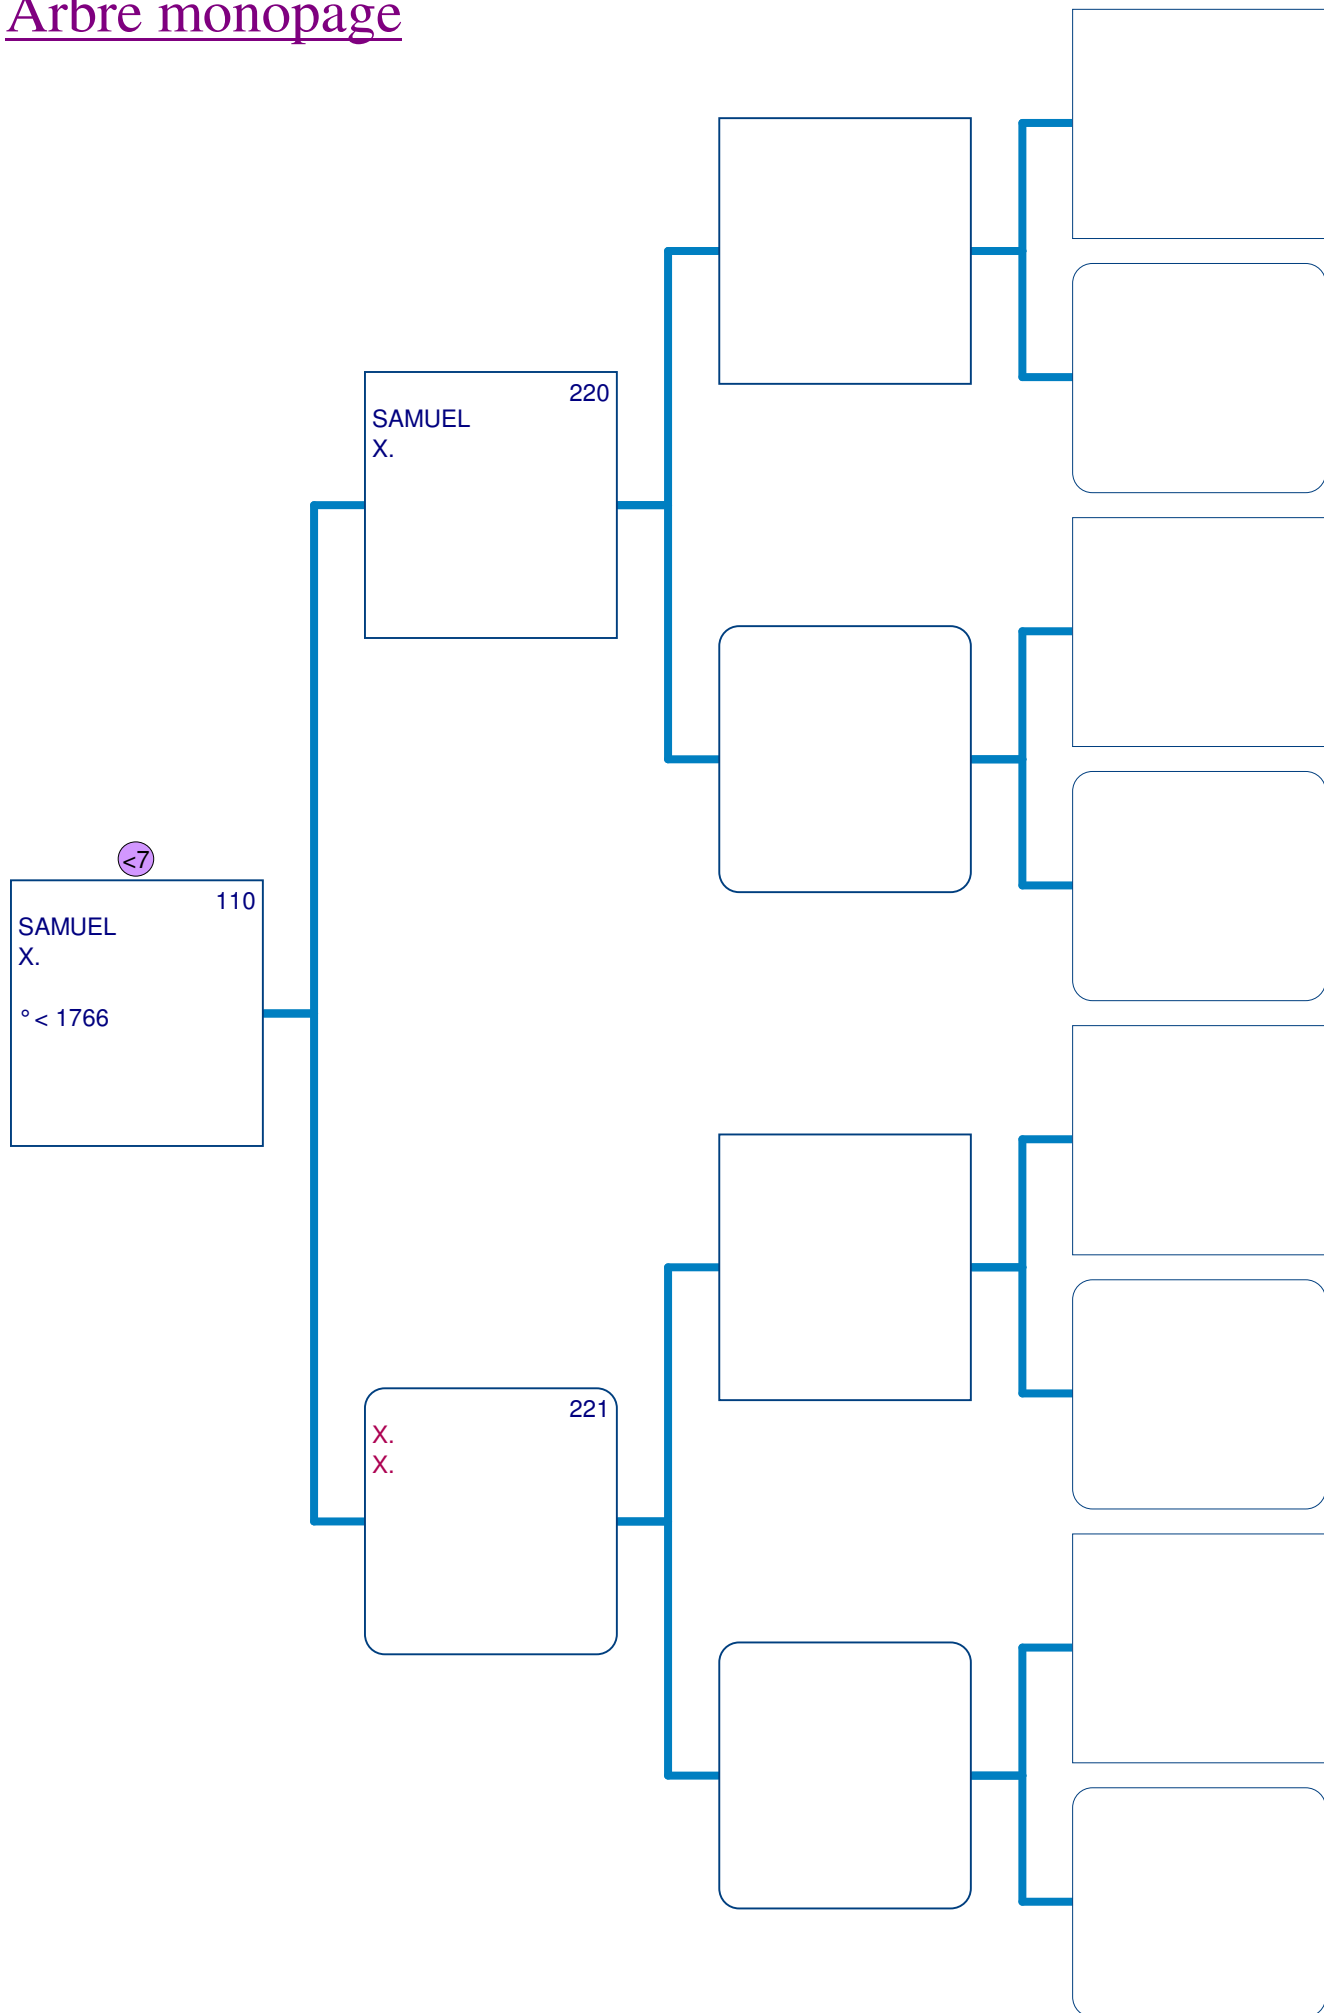 Arbre monopage
220
SAMUEL
X.
<7
110
SAMUEL
X.
° < 1766
221
X.
X.